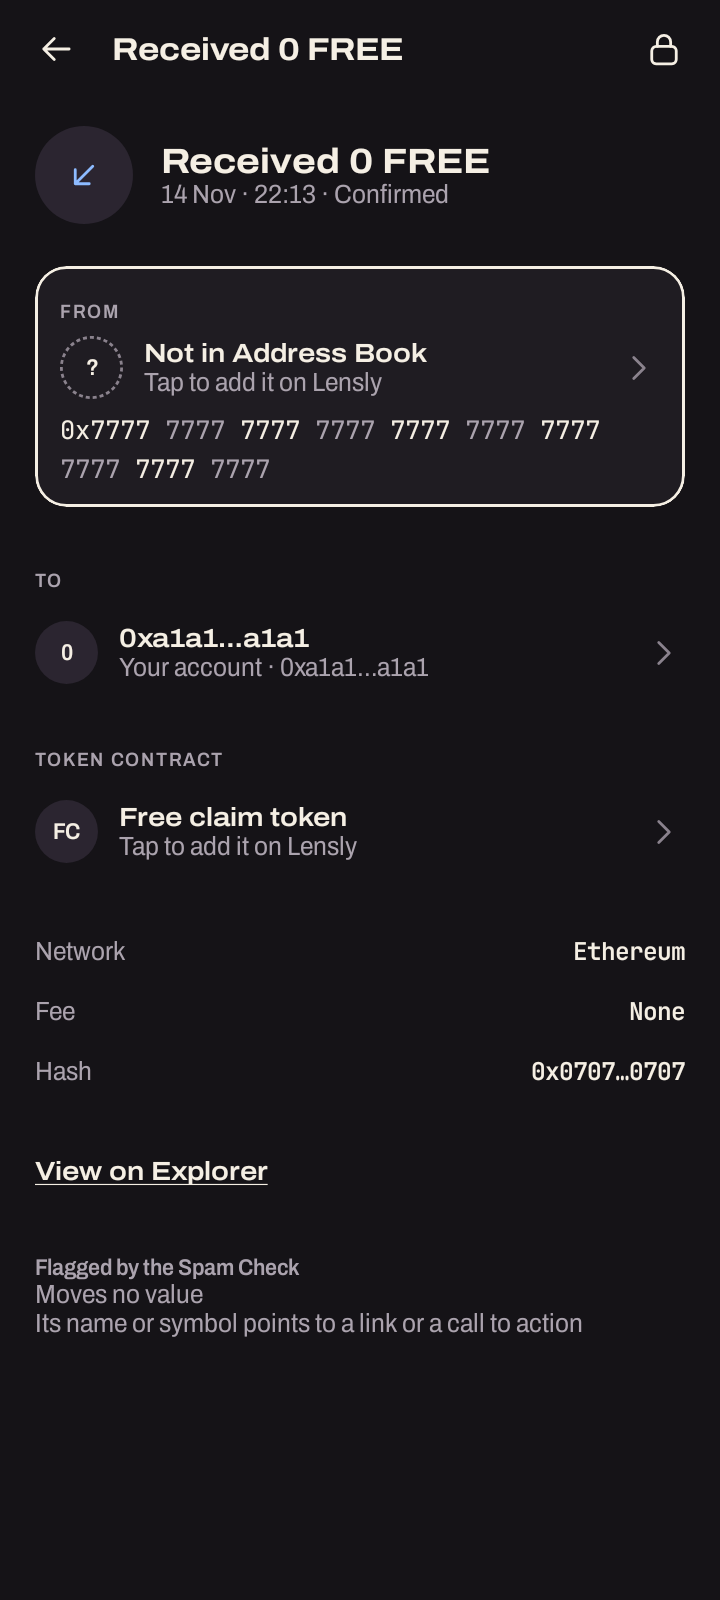 Received 0 FREE
Received 0 FREE
14 Nov · 22:13 · Confirmed
FROM
?
Not in Address Book
Tap to add it on Lensly
0x7777 7777 7777 7777 7777 7777 7777
7777 7777 7777
TO
0
0xa1a1…a1a1
Your account · 0xa1a1…a1a1
TOKEN CONTRACT
FC
Free claim token
Tap to add it on Lensly
Network Ethereum
Fee None
Hash 0x0707…0707
View on Explorer
Flagged by the Spam Check
Moves no value
Its name or symbol points to a link or a call to action